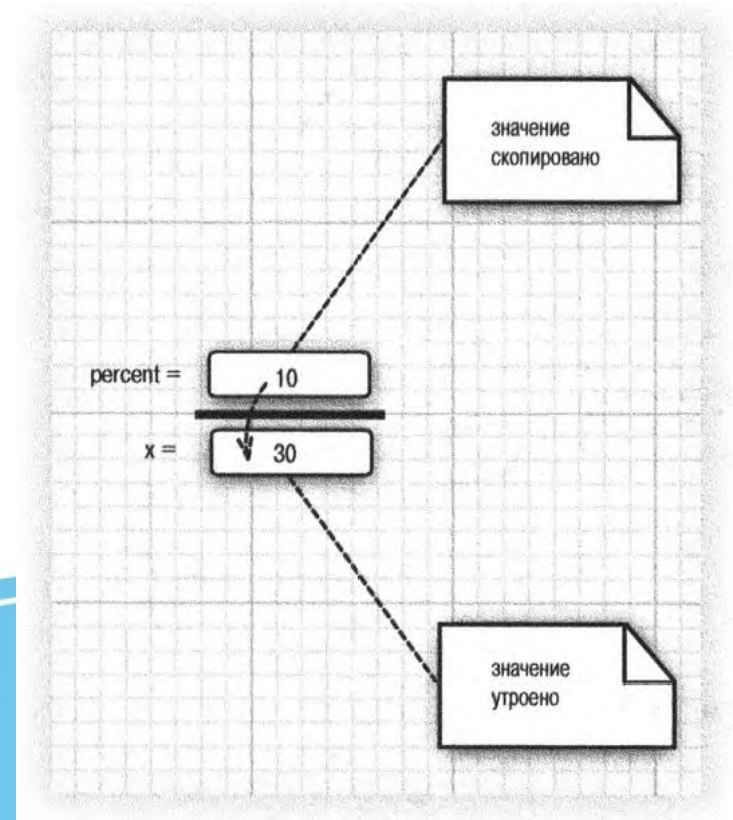 значение
скопировано
percent =
10
x =
30
значение
утроено